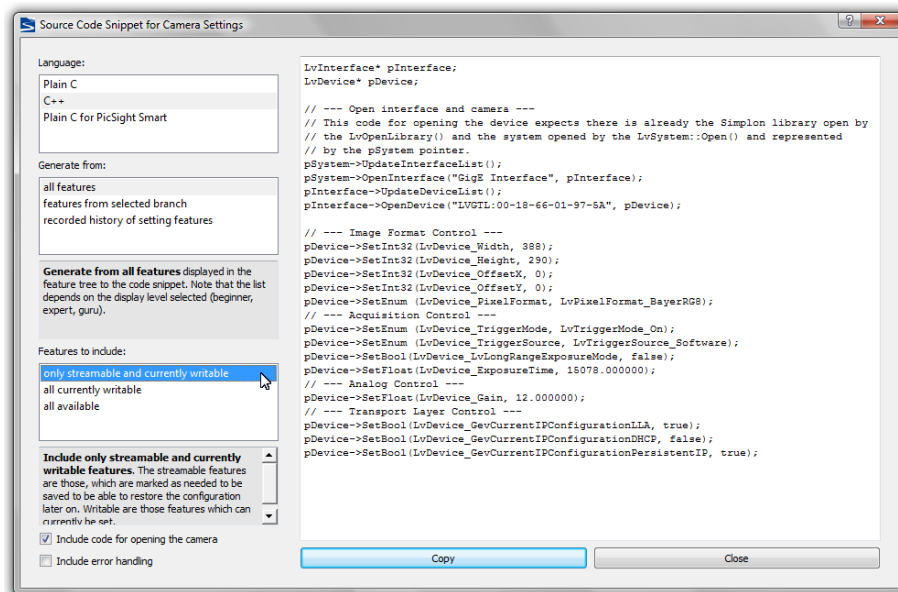 Source Code Snippet for Camera Settings
Language:
Plain C
C++
Plain C for PicSight Smart
Generate from:
all features
features from selected branch
recorded history of setting features
Generate from all features displayed in the
feature tree to the code snippet. Note that the list
depends on the display level selected (beginner,
expert, guru).
Features to include:
only streamable and currently writable
all currently writable
all available
Include only streamable and currently
writable features. The streamable features
are those, which are marked as needed to be
saved to be able to restore the configuration
later on. Writable are those features which can
currently be set.
Include code for opening the camera
Include error handling
LvInterface* pInterface;
LvDevice* pDevice;
// --- Open interface and camera ---
// This code for opening the device expects there is already the Simplon library open by
// the LvOpenLibrary() and the system opened by the LvSystem::Open() and represented
// by the pSystem pointer.
pSystem->UpdateInterfaceList();
pSystem->OpenInterface("GigE Interface", pInterface);
pInterface->UpdateDeviceList();
pInterface->OpenDevice("LVGTL:00-18-66-01-97-5A", pDevice);
// --- Image Format Control ---
pDevice->SetInt32(LvDevice_Width, 388);
pDevice->SetInt32(LvDevice_Height, 290);
pDevice->SetInt32(LvDevice_OffsetX, 0);
pDevice->SetInt32(LvDevice_OffsetY, 0);
pDevice->SetEnum (LvDevice_PixelFormat, LvPixelFormat_BayerRG8);
// --- Acquisition Control ---
pDevice->SetEnum (LvDevice_TriggerMode, LvTriggerMode_On);
pDevice->SetEnum (LvDevice_TriggerSource, LvTriggerSource_Software);
pDevice->SetBool(LvDevice_LvLongRangeExposureMode, false);
pDevice->SetFloat(LvDevice_ExposureTime, 15078.000000);
// --- Analog Control ---
pDevice->SetFloat(LvDevice_Gain, 12.000000);
// --- Transport Layer Control ---
pDevice->SetBool(LvDevice_GevCurrentIPConfigurationLLA, true);
pDevice->SetBool(LvDevice_GevCurrentIPConfigurationDHCP, false);
pDevice->SetBool(LvDevice_GevCurrentIPConfigurationPersistentIP, true);
Copy
Close